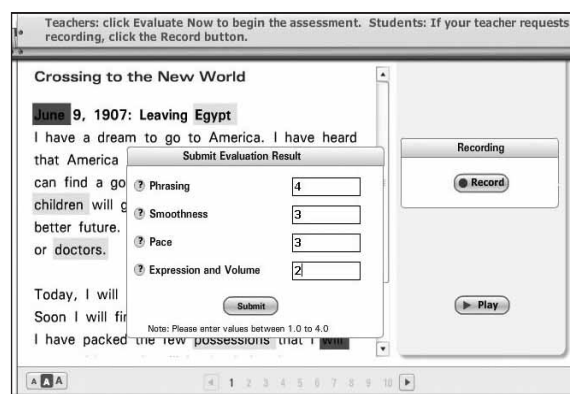 Teachers: click Evaluate Now to begin the assessment. Students: If your teacher requests
recording, click the Record button.
Crossing to the New World
June 9, 1907: Leaving Egypt
I have a dream to go to America. I have heard
that America
can find a go
children will g
better future.
or doctors.
Today, I will
Soon I will fir
I have packed the few possessions that I will
Submit Evaluation Result
? Phrasing 4
? Smoothness 3
? Pace 3
? Expression and Volume 2
Submit
Note: Please enter values between 1.0 to 4.0
Recording
Record
Play
A A A
1 2 3 4 5 6 7 8 9 10